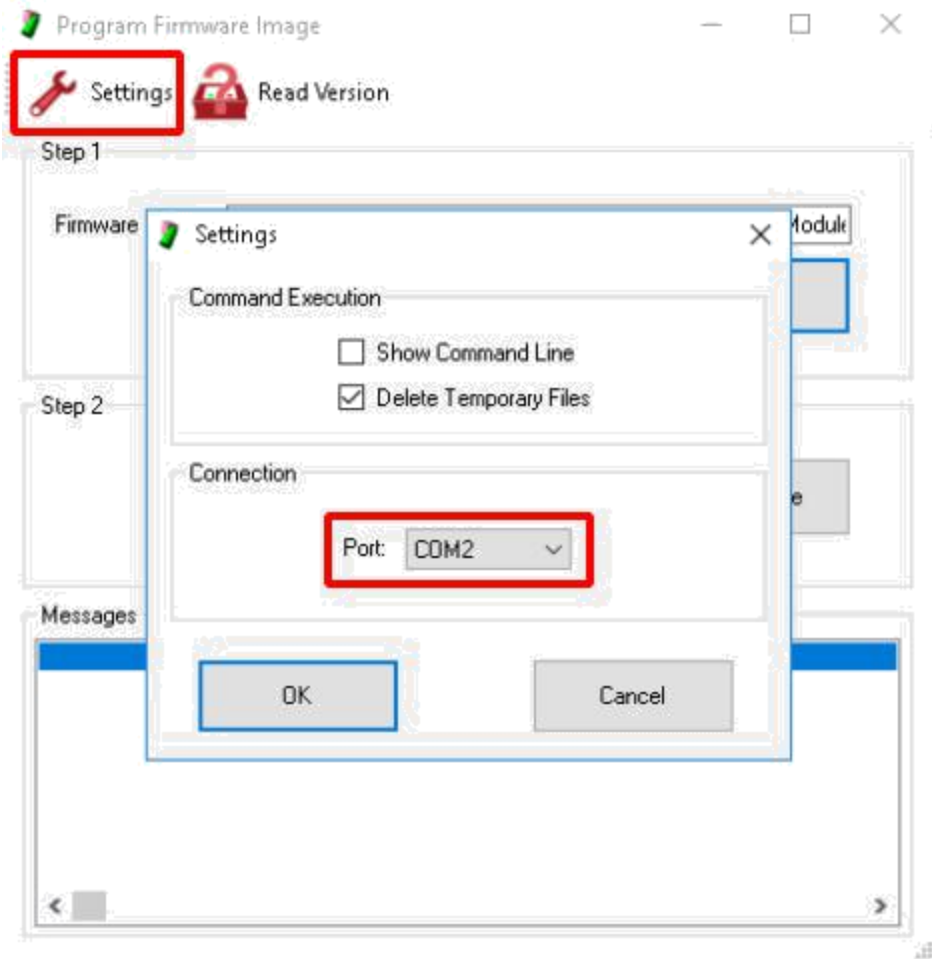 Program Firmware Image
Settings
Read Version
Step 1
Firmware
Settings
Command Execution
Show Command Line
Delete Temporary Files
Step 2
Connection
Port: COM2
Messages
OK
Cancel